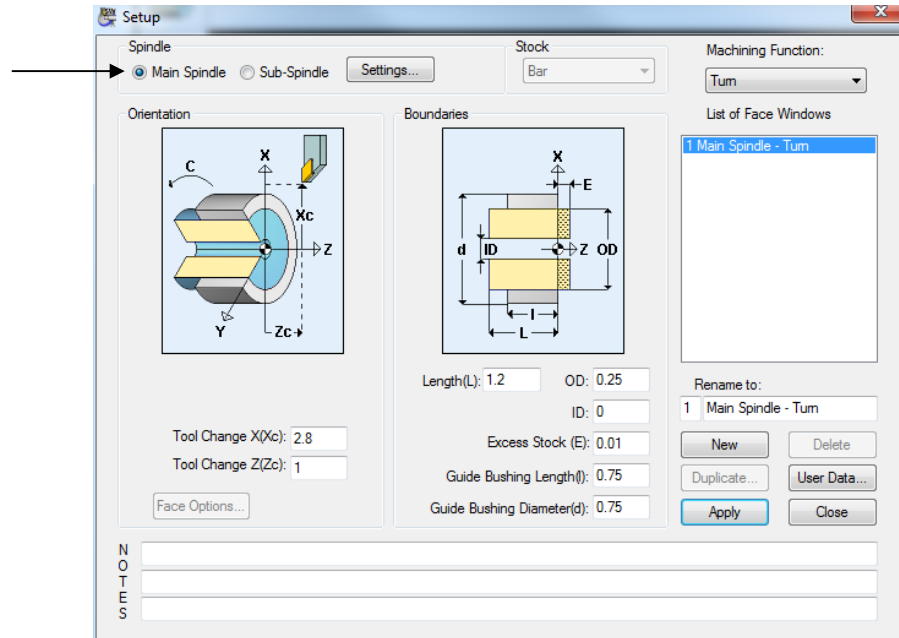 Setup
Spindle
Main Spindle
Sub-Spindle
Settings...
Stock
Bar
Machining Function:
Turn
Orientation
C
X
Xc
Z
Y
Zc
Boundaries
X
E
d
ID
Z
OD
l
L
List of Face Windows
1 Main Spindle - Turn
Length(L): 1.2
OD: 0.25
ID: 0
Excess Stock (E): 0.01
Guide Bushing Length(l): 0.75
Guide Bushing Diameter(d): 0.75
Tool Change X(Xc): 2.8
Tool Change Z(Zc): 1
Face Options...
Rename to:
1 Main Spindle - Turn
New
Delete
Duplicate...
User Data...
Apply
Close
NOTES